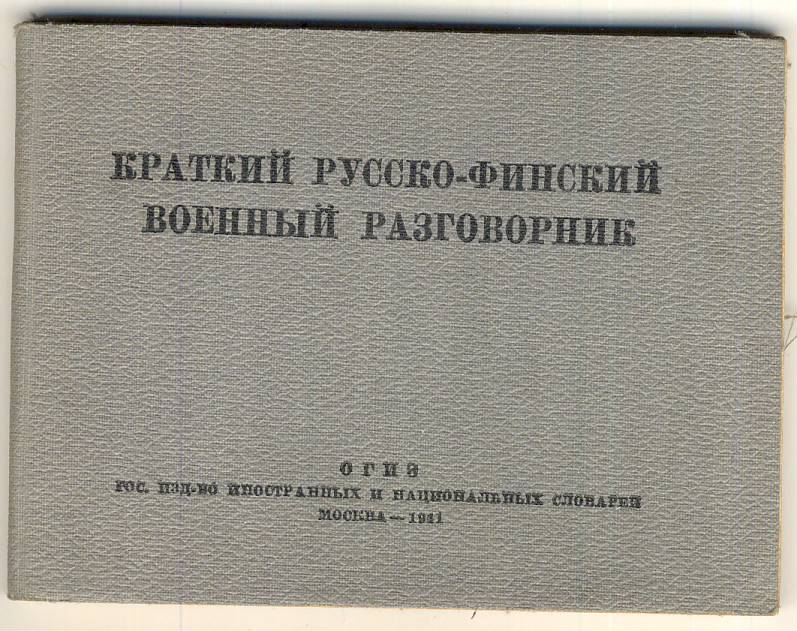 КРАТКИЙ РУССКО-ФИНСКИЙ
ВОЕННЫЙ РАЗГОВОРНИК
ОГИЗ
ГОС. ИЗД-ВО ИНОСТРАННЫХ И НАЦИОНАЛЬНЫХ СЛОВАРЕЙ
МОСКВА — 1941